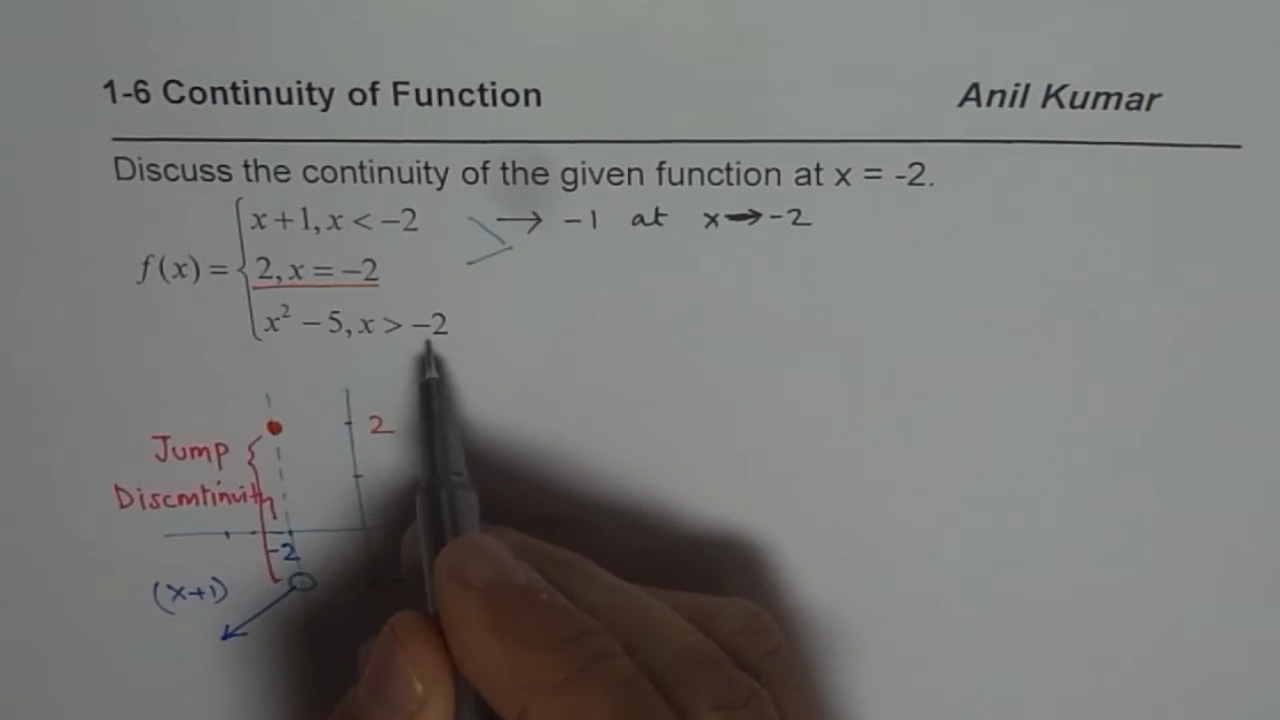 1-6 Continuity of Function Anil Kumar
Discuss the continuity of the given function at x = -2.
x+1, x < -2 → -1 at x → -2
f(x) = { 2, x = -2
x² - 5, x > -2
2
Jump
Discmtinuity
-2
(x+1)